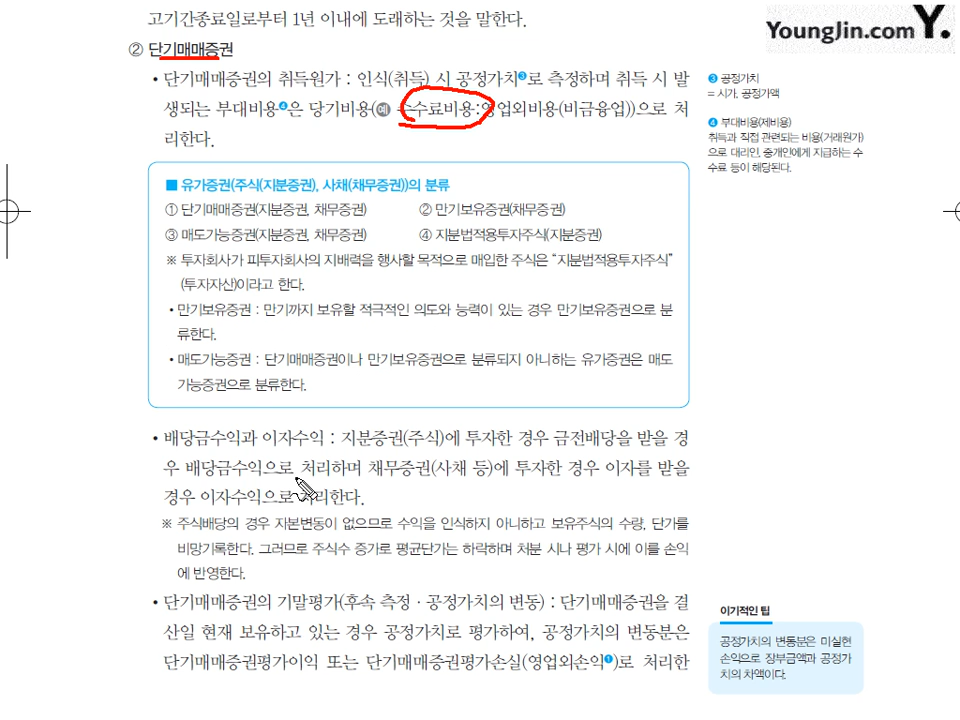 고기간종료일로부터 1년 이내에 도래하는 것을 말한다.
YoungJin.com Y.
② 단기매매증권
• 단기매매증권의 취득원가 : 인식(취득) 시 공정가치❸로 측정하며 취득 시 발
생되는 부대비용❹은 당기비용(예 수수료비용:영업외비용(비금융업))으로 처
리한다.
❸ 공정가치
= 시가, 공정가액
❹ 부대비용(제비용)
취득과 직접 관련되는 비용(거래원가)
으로 대리인, 중개인에게 지급하는 수
수료 등이 해당된다.
■ 유가증권(주식(지분증권), 사채(채무증권))의 분류
① 단기매매증권(지분증권, 채무증권) ② 만기보유증권(채무증권)
③ 매도가능증권(지분증권, 채무증권) ④ 지분법적용투자주식(지분증권)
※ 투자회사가 피투자회사의 지배력을 행사할 목적으로 매입한 주식은 “지분법적용투자주식”
(투자자산)이라고 한다.
• 만기보유증권 : 만기까지 보유할 적극적인 의도와 능력이 있는 경우 만기보유증권으로 분
류한다.
• 매도가능증권 : 단기매매증권이나 만기보유증권으로 분류되지 아니하는 유가증권은 매도
가능증권으로 분류한다.
• 배당금수익과 이자수익 : 지분증권(주식)에 투자한 경우 금전배당을 받을 경
우 배당금수익으로 처리하며 채무증권(사채 등)에 투자한 경우 이자를 받을
경우 이자수익으로 처리한다.
※ 주식배당의 경우 자본변동이 없으므로 수익을 인식하지 아니하고 보유주식의 수량, 단가를
비망기록한다. 그러므로 주식수 증가로 평균단가는 하락하며 처분 시나 평가 시에 이를 손익
에 반영한다.
• 단기매매증권의 기말평가(후속 측정 · 공정가치의 변동) : 단기매매증권을 결
산일 현재 보유하고 있는 경우 공정가치로 평가하여, 공정가치의 변동분은
단기매매증권평가이익 또는 단기매매증권평가손실(영업외손익❶)로 처리한
이기적인 팁
공정가치의 변동분은 미실현
손익으로 장부금액과 공정가
치의 차액이다.